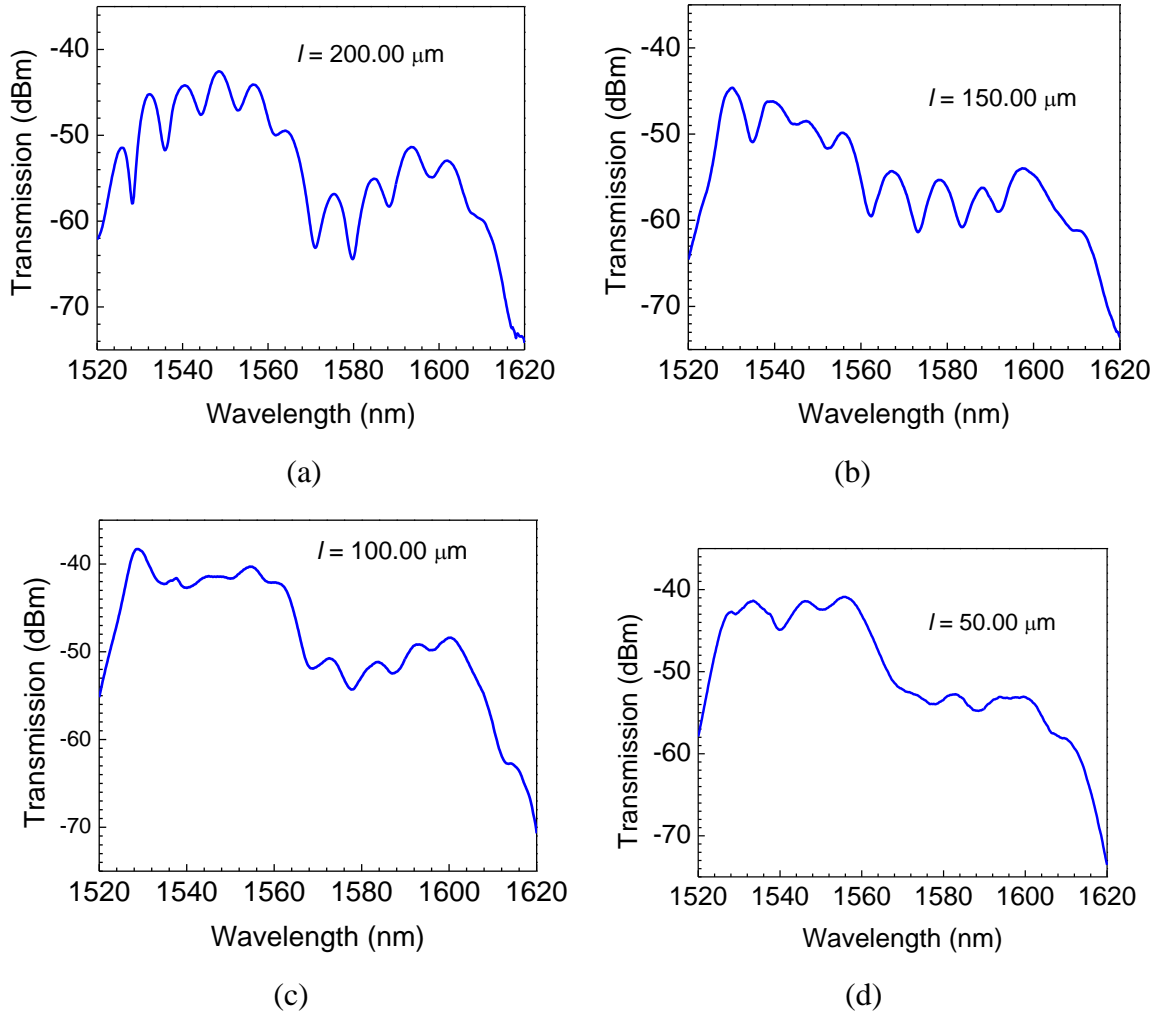 -40
-50
-60
-70
Transmission (dBm)
l = 200.00 μm
1520 1540 1560 1580 1600 1620
Wavelength (nm)
(a)
-40
-50
-60
-70
Transmission (dBm)
l = 150.00 μm
1520 1540 1560 1580 1600 1620
Wavelength (nm)
(b)
-40
-50
-60
-70
Transmission (dBm)
l = 100.00 μm
1520 1540 1560 1580 1600 1620
Wavelength (nm)
(c)
-40
-50
-60
-70
Transmission (dBm)
l = 50.00 μm
1520 1540 1560 1580 1600 1620
Wavelength (nm)
(d)